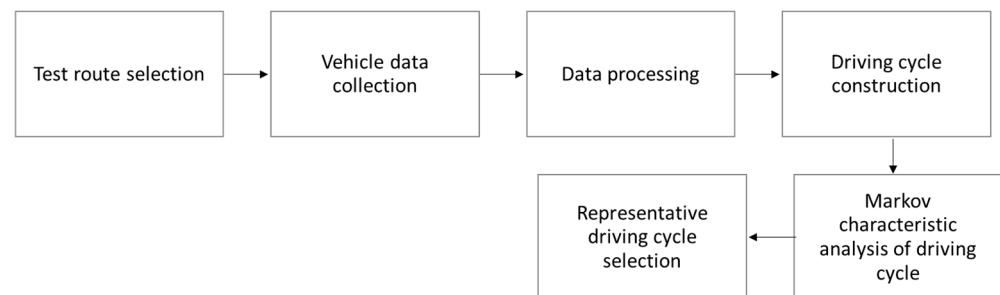 Test route selection
Vehicle data
collection
Data processing
Driving cycle
construction
Markov
characteristic
analysis of driving
cycle
Representative
driving cycle
selection